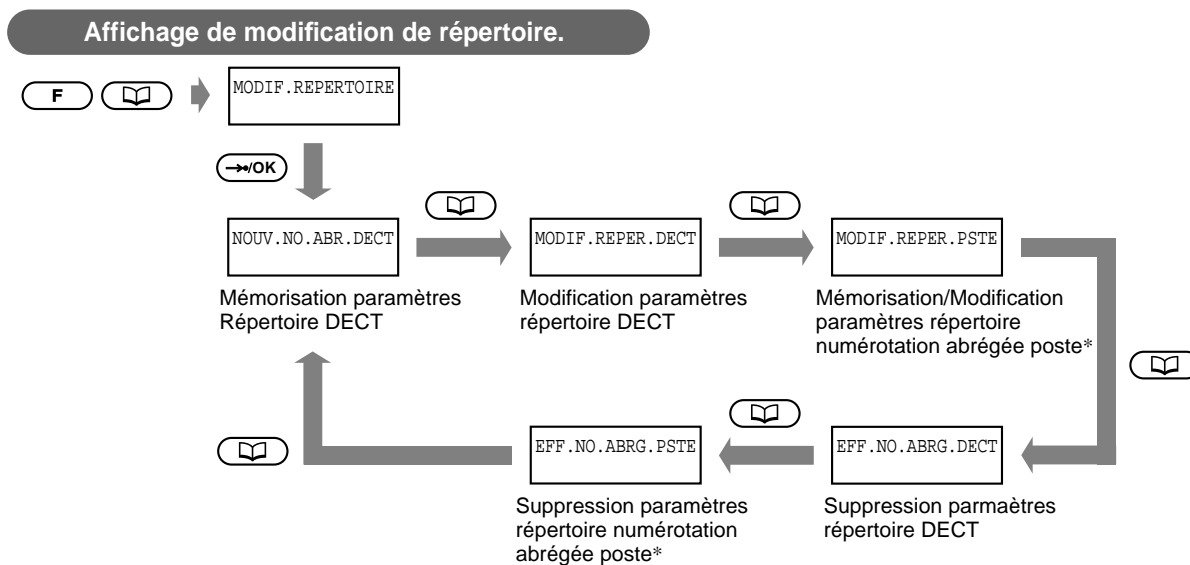 Affichage de modification de répertoire.
F
MODIF.REPERTOIRE
/OK
NOUV.NO.ABR.DECT
MODIF.REPER.DECT
MODIF.REPER.PSTE
Mémorisation paramètres
Répertoire DECT
Modification paramètres
répertoire DECT
Mémorisation/Modification
paramètres répertoire
numérotation abrégée poste*
EFF.NO.ABRG.PSTE
EFF.NO.ABRG.DECT
Suppression paramètres
répertoire numérotation
abrégée poste*
Suppression parmaètres
répertoire DECT